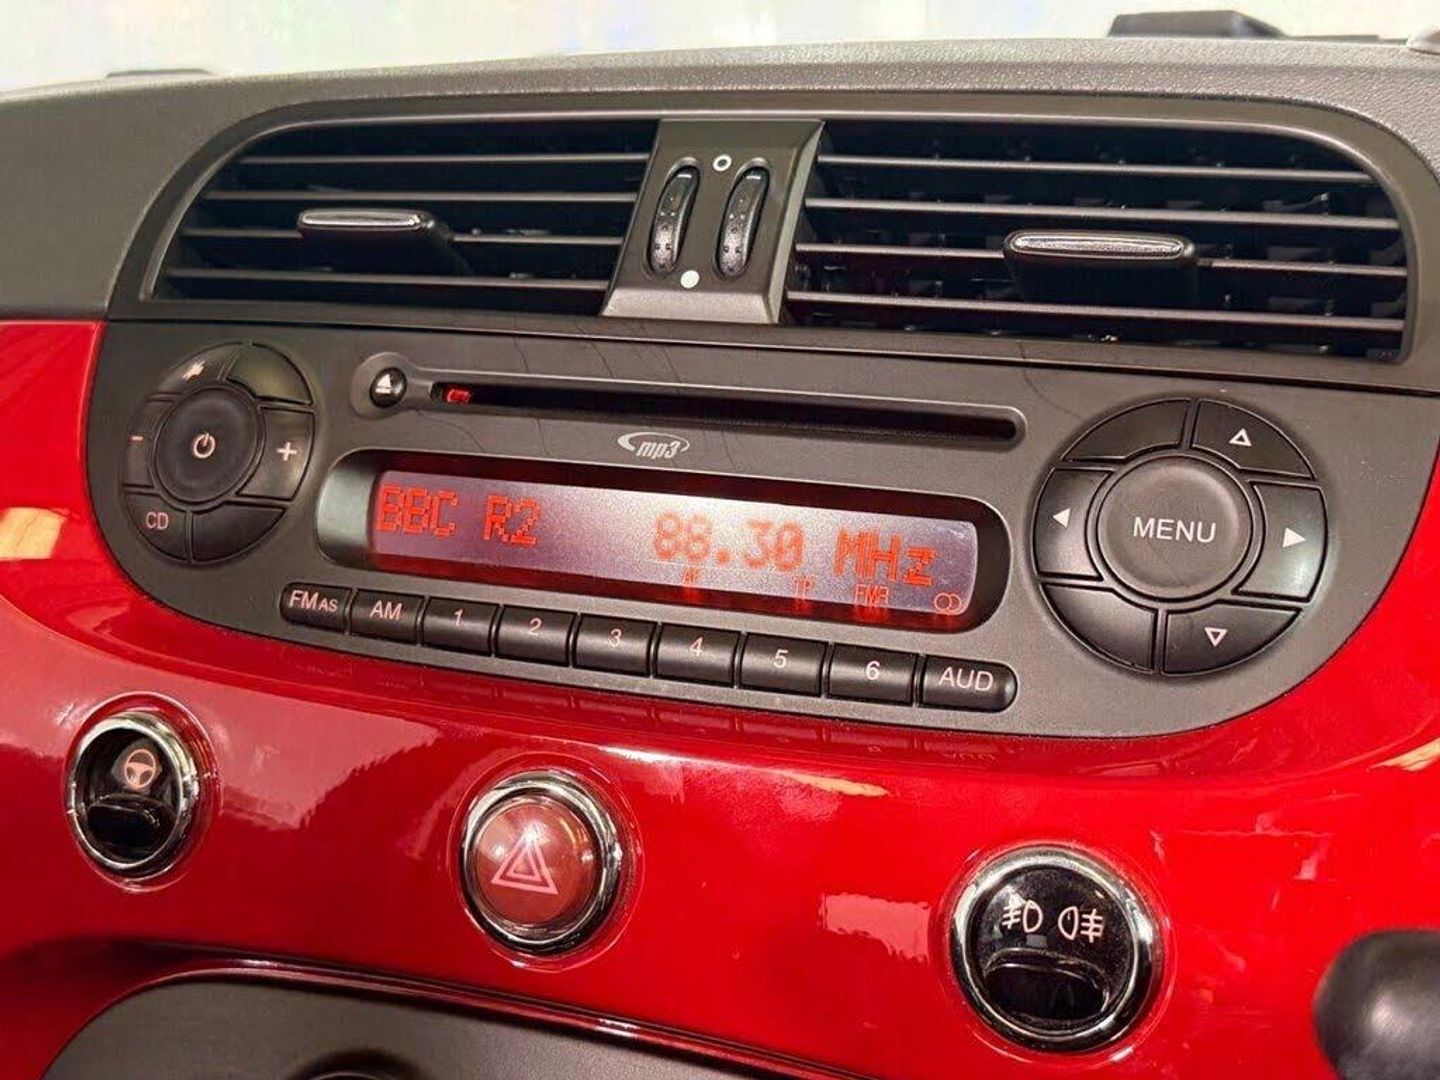 mp3
BBC R2 88.30 MHz
AF TP FMA
CD
MENU
FM AS AM 1 2 3 4 5 6 AUD